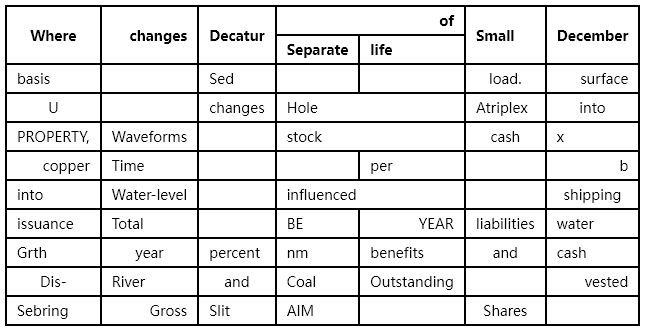 Where changes Decatur of Small December
Separate life
basis Sed load. surface
U changes Hole Atriplex into
PROPERTY, Waveforms stock cash x
copper Time per b
into Water-level influenced shipping
issuance Total BE YEAR liabilities water
Grth year percent nm benefits and cash
Dis- River and Coal Outstanding vested
Sebring Gross Slit AIM Shares